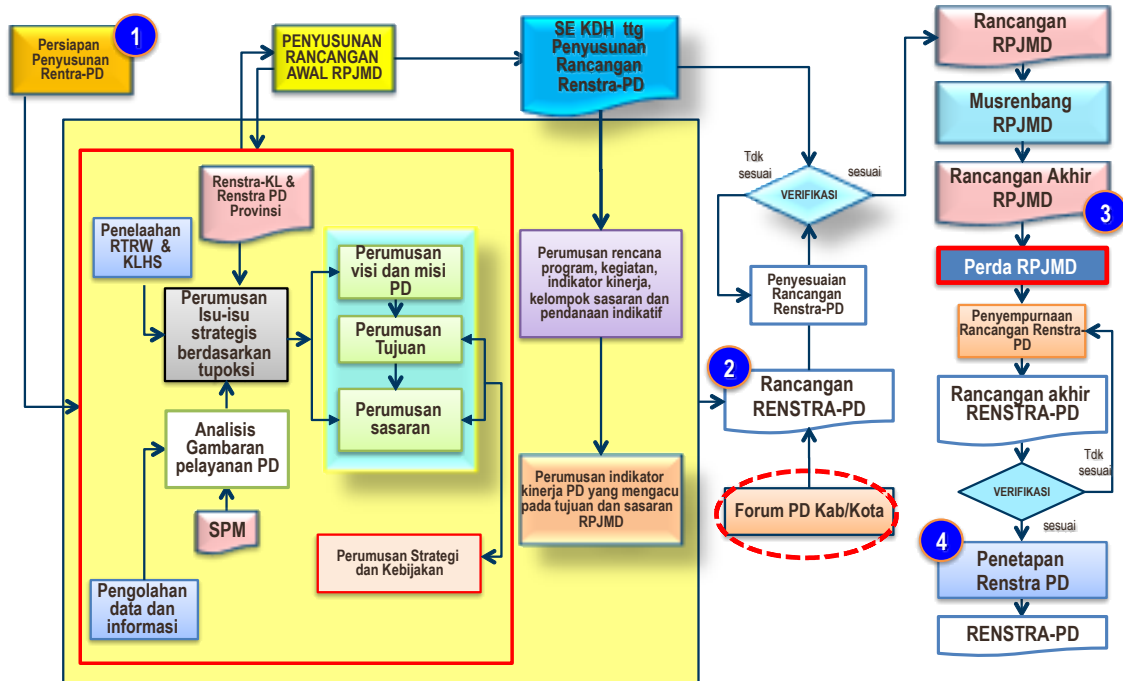 1
Persiapan
Penyusunan
Rentra-PD
PENYUSUNAN
RANCANGAN
AWAL RPJMD
SE KDH ttg
Penyusunan
Rancangan
Renstra-PD
Renstra-KL &
Renstra PD
Provinsi
Penelaahan
RTRW &
KLHS
Perumusan
Isu-isu
strategis
berdasarkan
tupoksi
Analisis
Gambaran
pelayanan PD
SPM
Pengolahan
data dan
informasi
Perumusan
visi dan misi
PD
Perumusan
Tujuan
Perumusan
sasaran
Perumusan Strategi
dan Kebijakan
Perumusan rencana
program, kegiatan,
indikator kinerja,
kelompok sasaran dan
pendanaan indikatif
Perumusan indikator
kinerja PD yang mengacu
pada tujuan dan sasaran
RPJMD
Tdk
sesuai
sesuai
VERIFIKASI
Penyesuaian
Rancangan
Renstra-PD
2
Rancangan
RENSTRA-PD
Forum PD Kab/Kota
Rancangan
RPJMD
Musrenbang
RPJMD
Rancangan Akhir
RPJMD
3
Perda RPJMD
Penyempurnaan
Rancangan Renstra-
PD
Rancangan akhir
RENSTRA-PD
Tdk
sesuai
VERIFIKASI
sesuai
4
Penetapan
Renstra PD
RENSTRA-PD